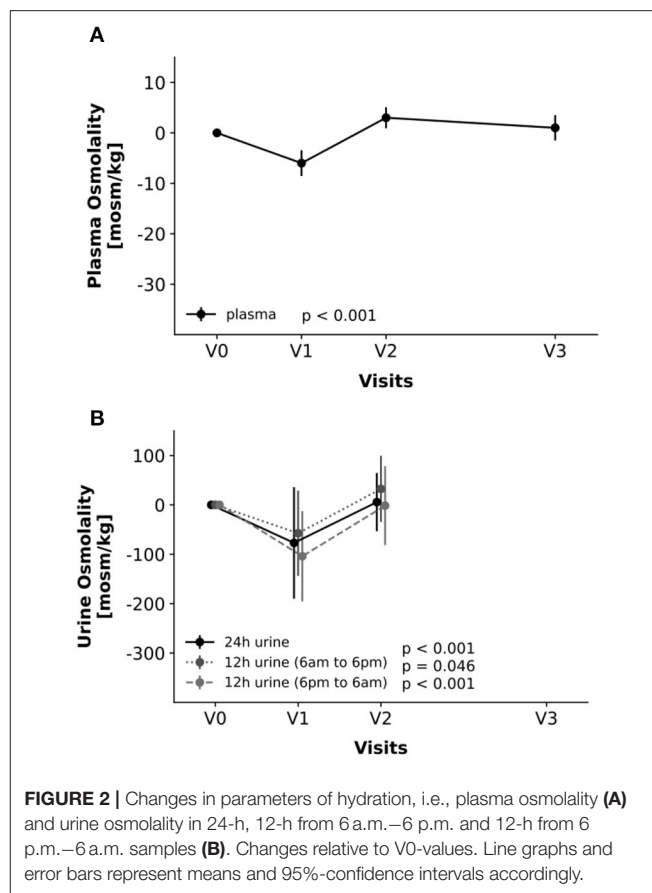 A
Plasma Osmolality
[mosm/kg]
10
0
-10
-20
-30
plasma p < 0.001
V0 V1 V2 V3
Visits
B
Urine Osmolality
[mosm/kg]
100
0
-100
-200
-300
24h urine p < 0.001
12h urine (6am to 6pm) p = 0.046
12h urine (6pm to 6am) p < 0.001
V0 V1 V2 V3
Visits
FIGURE 2 | Changes in parameters of hydration, i.e., plasma osmolality (A)
and urine osmolality in 24-h, 12-h from 6 a.m.–6 p.m. and 12-h from 6
p.m.–6 a.m. samples (B). Changes relative to V0-values. Line graphs and
error bars represent means and 95%-confidence intervals accordingly.